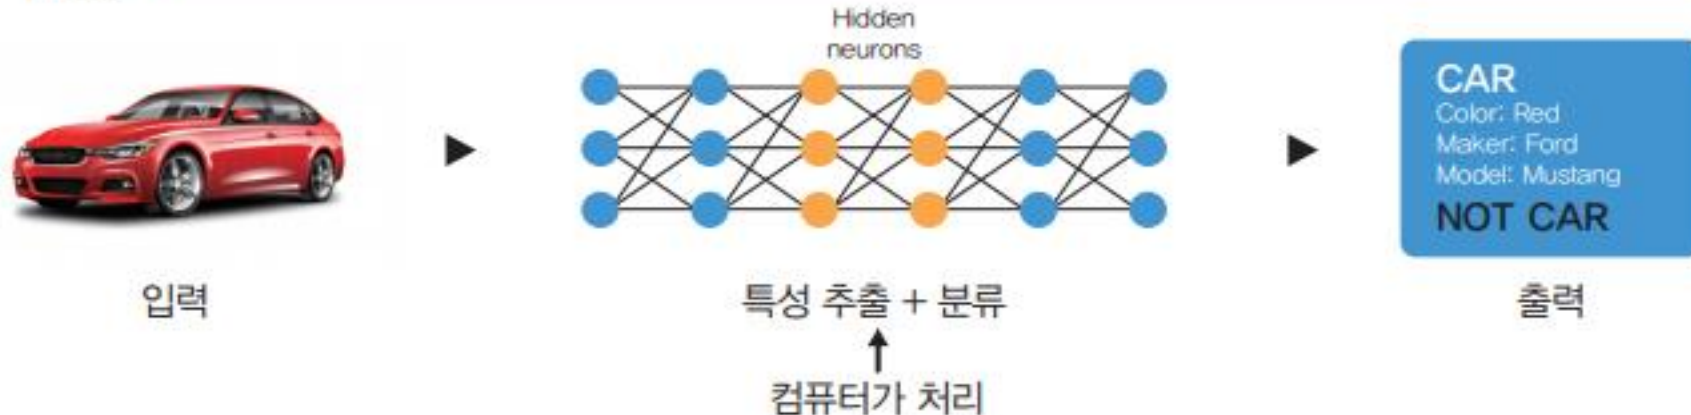 Hidden
neurons
CAR
Color: Red
Maker: Ford
Model: Mustang
NOT CAR
입력
특성 추출 + 분류
출력
컴퓨터가 처리